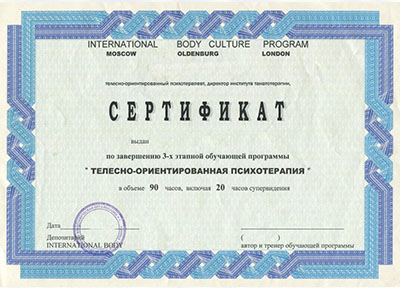 INTERNATIONAL BODY CULTURE PROGRAM
MOSCOW OLDENBURG LONDON
телесно-ориентированный психотерапевт, директор института танатотерапии,
СЕРТИФИКАТ
выдан
по завершению 3-х этапной обучающей программы
" ТЕЛЕСНО-ОРИЕНТИРОВАННАЯ ПСИХОТЕРАПИЯ "
в объеме 90 часов, включая 20 часов супервидения
Дата
Депозитарий ( )
INTERNATIONAL BODY автор и тренер обучающей программы